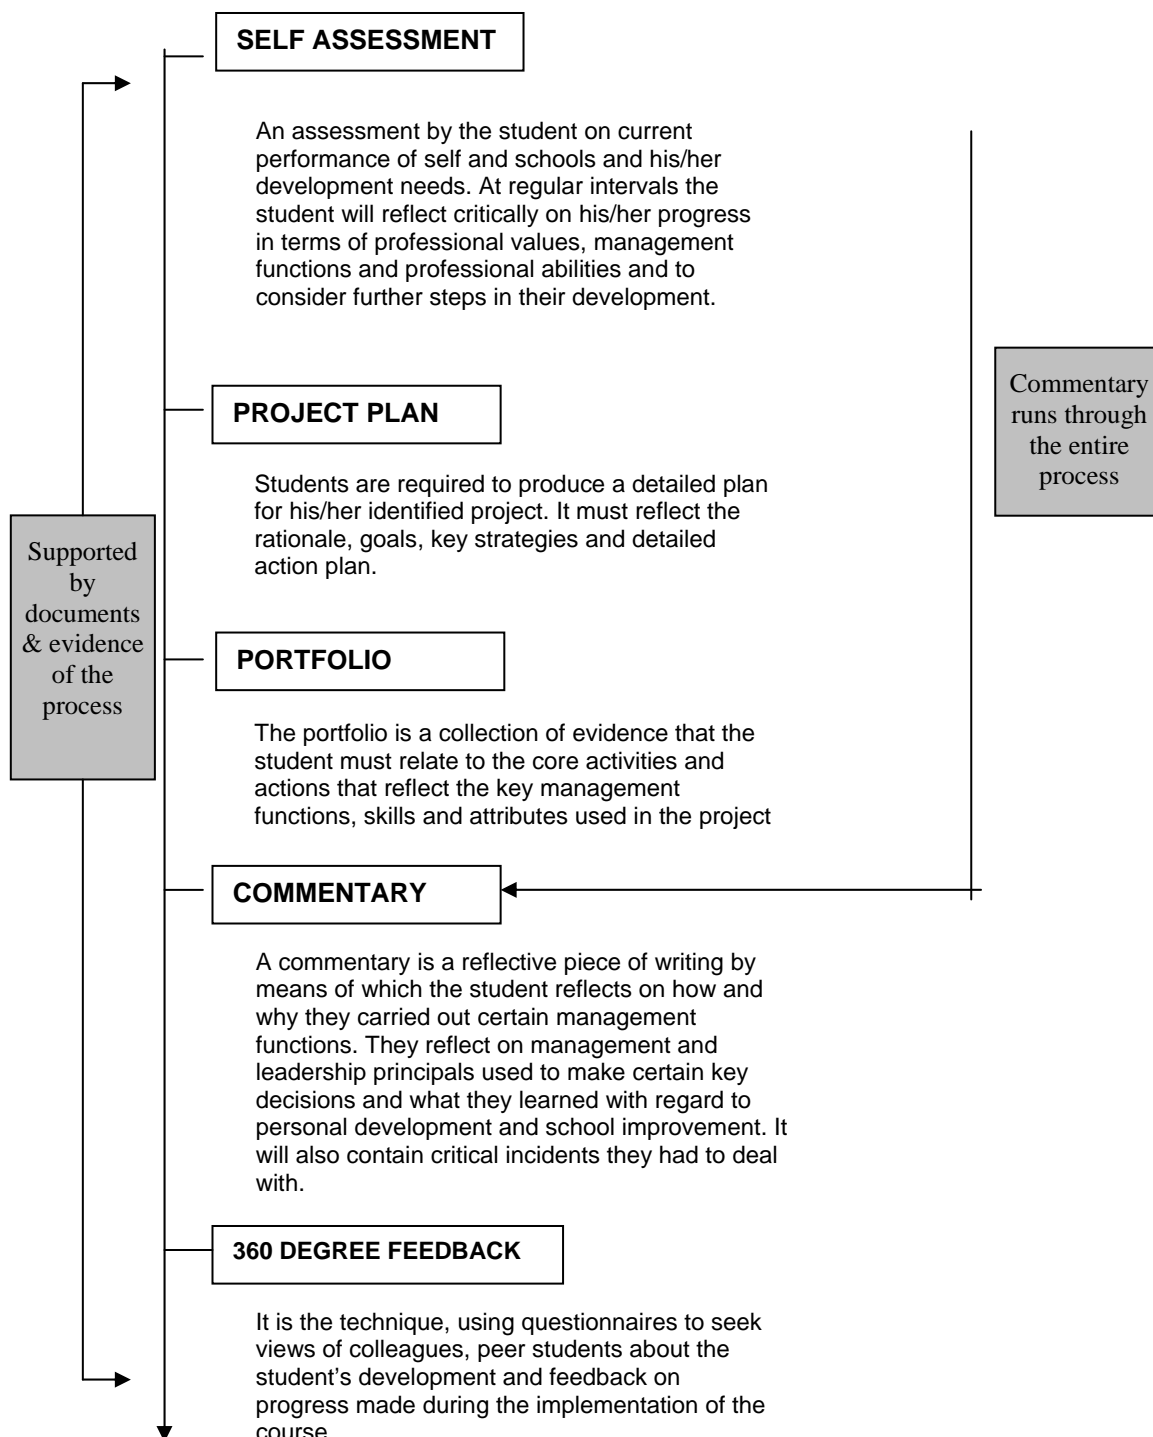 SELF ASSESSMENT
An assessment by the student on current
performance of self and schools and his/her
development needs. At regular intervals the
student will reflect critically on his/her progress
in terms of professional values, management
functions and professional abilities and to
consider further steps in their development.
PROJECT PLAN
Students are required to produce a detailed plan
for his/her identified project. It must reflect the
rationale, goals, key strategies and detailed
action plan.
Commentary
runs through
the entire
process
Supported
by
documents
& evidence
of the
process
PORTFOLIO
The portfolio is a collection of evidence that the
student must relate to the core activities and
actions that reflect the key management
functions, skills and attributes used in the project
COMMENTARY
A commentary is a reflective piece of writing by
means of which the student reflects on how and
why they carried out certain management
functions. They reflect on management and
leadership principals used to make certain key
decisions and what they learned with regard to
personal development and school improvement. It
will also contain critical incidents they had to deal
with.
360 DEGREE FEEDBACK
It is the technique, using questionnaires to seek
views of colleagues, peer students about the
student’s development and feedback on
progress made during the implementation of the
course